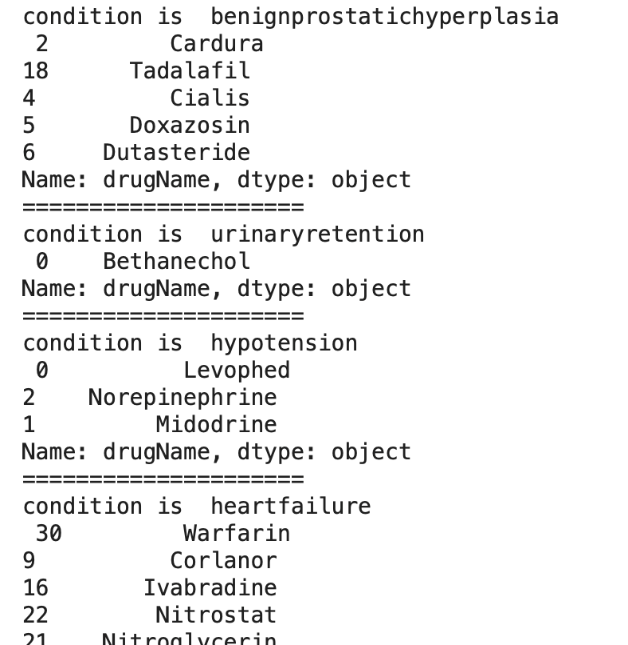 condition is  benignprostatichyperplasia
 2         Cardura
18      Tadalafil
4          Cialis
5       Doxazosin
6     Dutasteride
Name: drugName, dtype: object
=====================
condition is  urinaryretention
 0    Bethanechol
Name: drugName, dtype: object
=====================
condition is  hypotension
 0          Levophed
2    Norepinephrine
1         Midodrine
Name: drugName, dtype: object
=====================
condition is  heartfailure
 30         Warfarin
9          Corlanor
16       Ivabradine
22        Nitrostat
21    Nitroglycerin